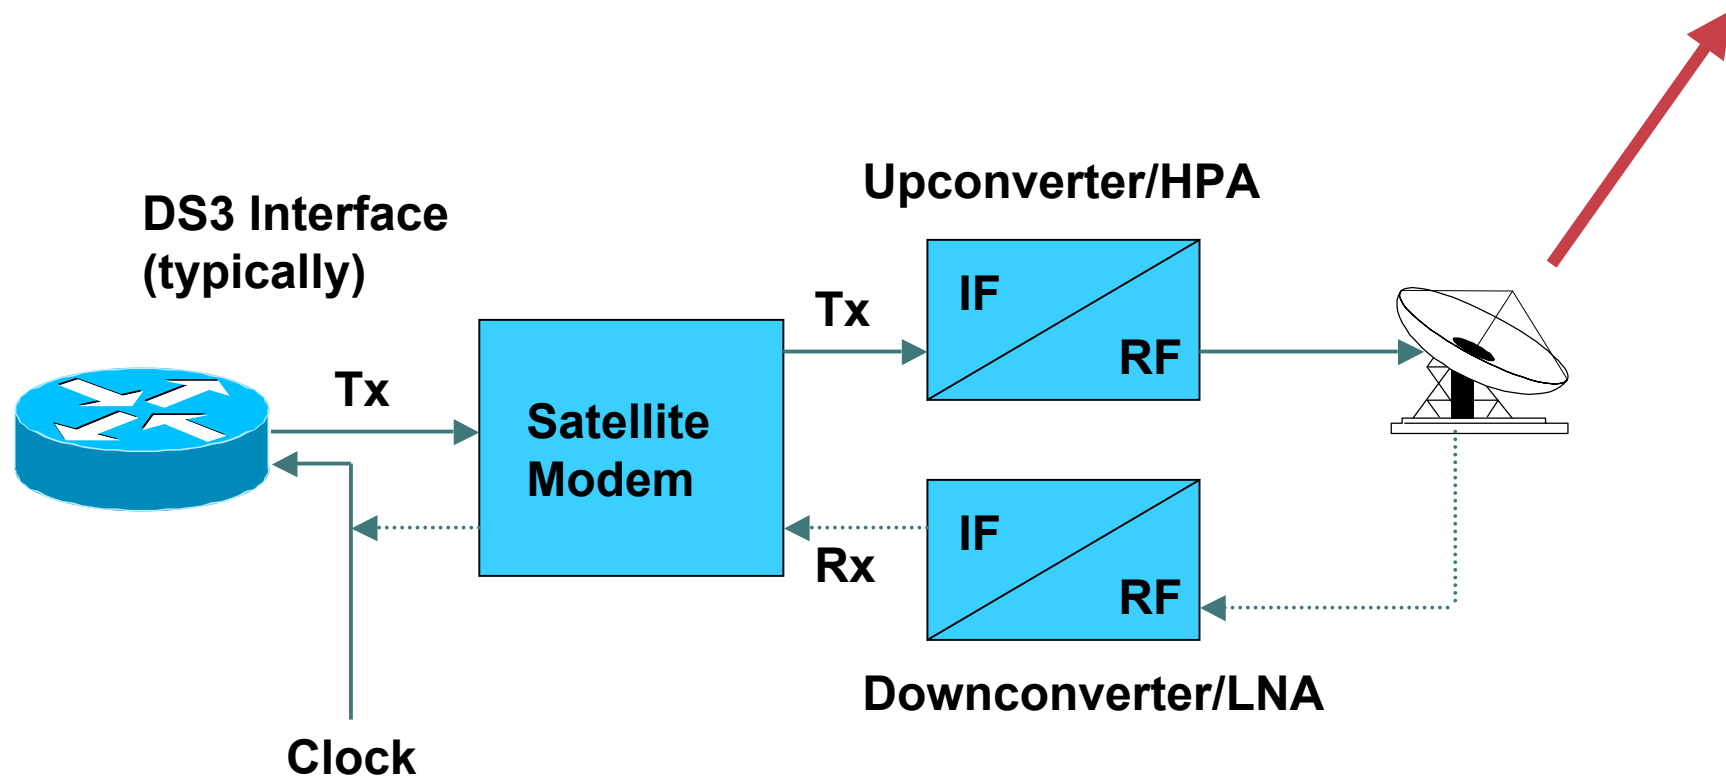 Upconverter/HPA
DS3 Interface
(typically)
IF
Tx
RF
Tx
Satellite
Modem
IF
Rx
RF
Downconverter/LNA
Clock